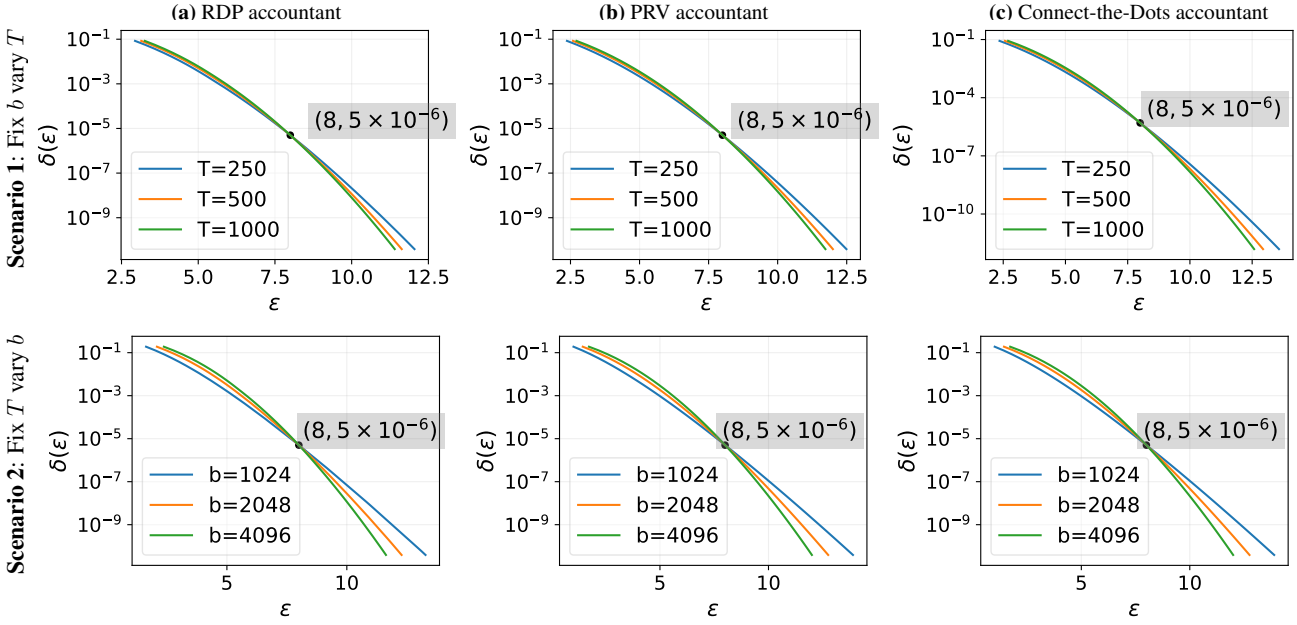 (a) RDP accountant
(b) PRV accountant
(c) Connect-the-Dots accountant
Scenario 1: Fix b vary T
δ(ε)
10⁻¹
10⁻³
10⁻⁵
10⁻⁷
10⁻⁹
(8, 5 × 10⁻⁶)
T=250
T=500
T=1000
2.5 5.0 7.5 10.0 12.5
ε
δ(ε)
10⁻¹
10⁻³
10⁻⁵
10⁻⁷
10⁻⁹
(8, 5 × 10⁻⁶)
T=250
T=500
T=1000
2.5 5.0 7.5 10.0 12.5
ε
δ(ε)
10⁻¹
10⁻⁴
10⁻⁷
10⁻¹⁰
(8, 5 × 10⁻⁶)
T=250
T=500
T=1000
2.5 5.0 7.5 10.0 12.5
ε
Scenario 2: Fix T vary b
δ(ε)
10⁻¹
10⁻³
10⁻⁵
10⁻⁷
10⁻⁹
(8, 5 × 10⁻⁶)
b=1024
b=2048
b=4096
5 10
ε
δ(ε)
10⁻¹
10⁻³
10⁻⁵
10⁻⁷
10⁻⁹
(8, 5 × 10⁻⁶)
b=1024
b=2048
b=4096
5 10
ε
δ(ε)
10⁻¹
10⁻³
10⁻⁵
10⁻⁷
10⁻⁹
(8, 5 × 10⁻⁶)
b=1024
b=2048
b=4096
5 10
ε